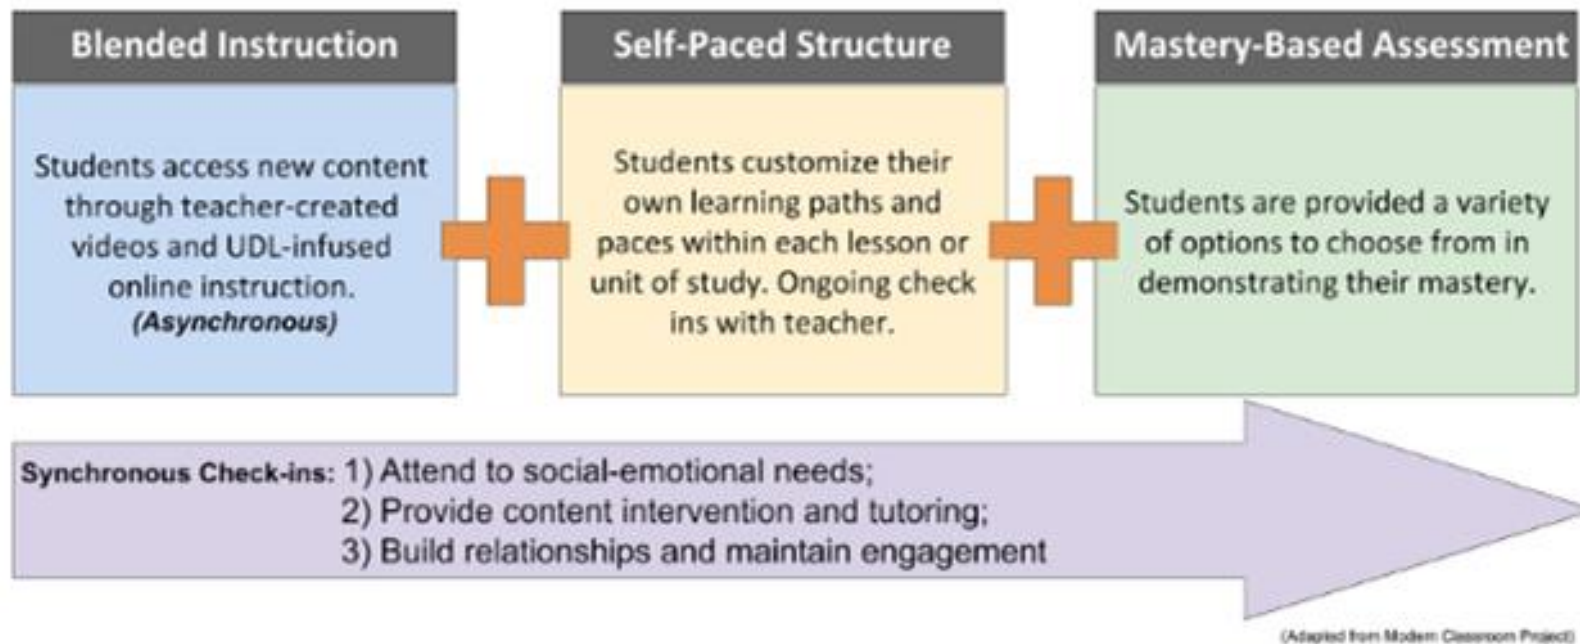 Blended Instruction
Students access new content
through teacher-created
videos and UDL-infused
online instruction.
(Asynchronous)
Self-Paced Structure
Students customize their
own learning paths and
paces within each lesson or
unit of study. Ongoing check
ins with teacher.
Mastery-Based Assessment
Students are provided a variety
of options to choose from in
demonstrating their mastery.
Synchronous Check-ins: 1) Attend to social-emotional needs;
2) Provide content intervention and tutoring;
3) Build relationships and maintain engagement
(Adapted from Modern Classroom Project)